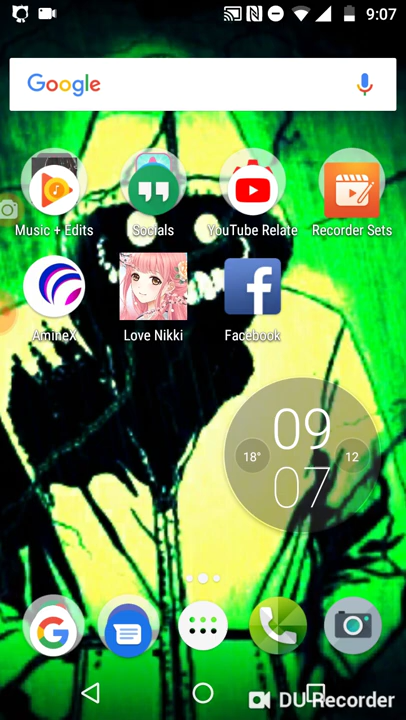 9:07
Google
Music + Edits
Socials
YouTube Relate
Recorder Sets
AmineX
Love Nikki
Facebook
09
18°
12
07
G
DU Recorder